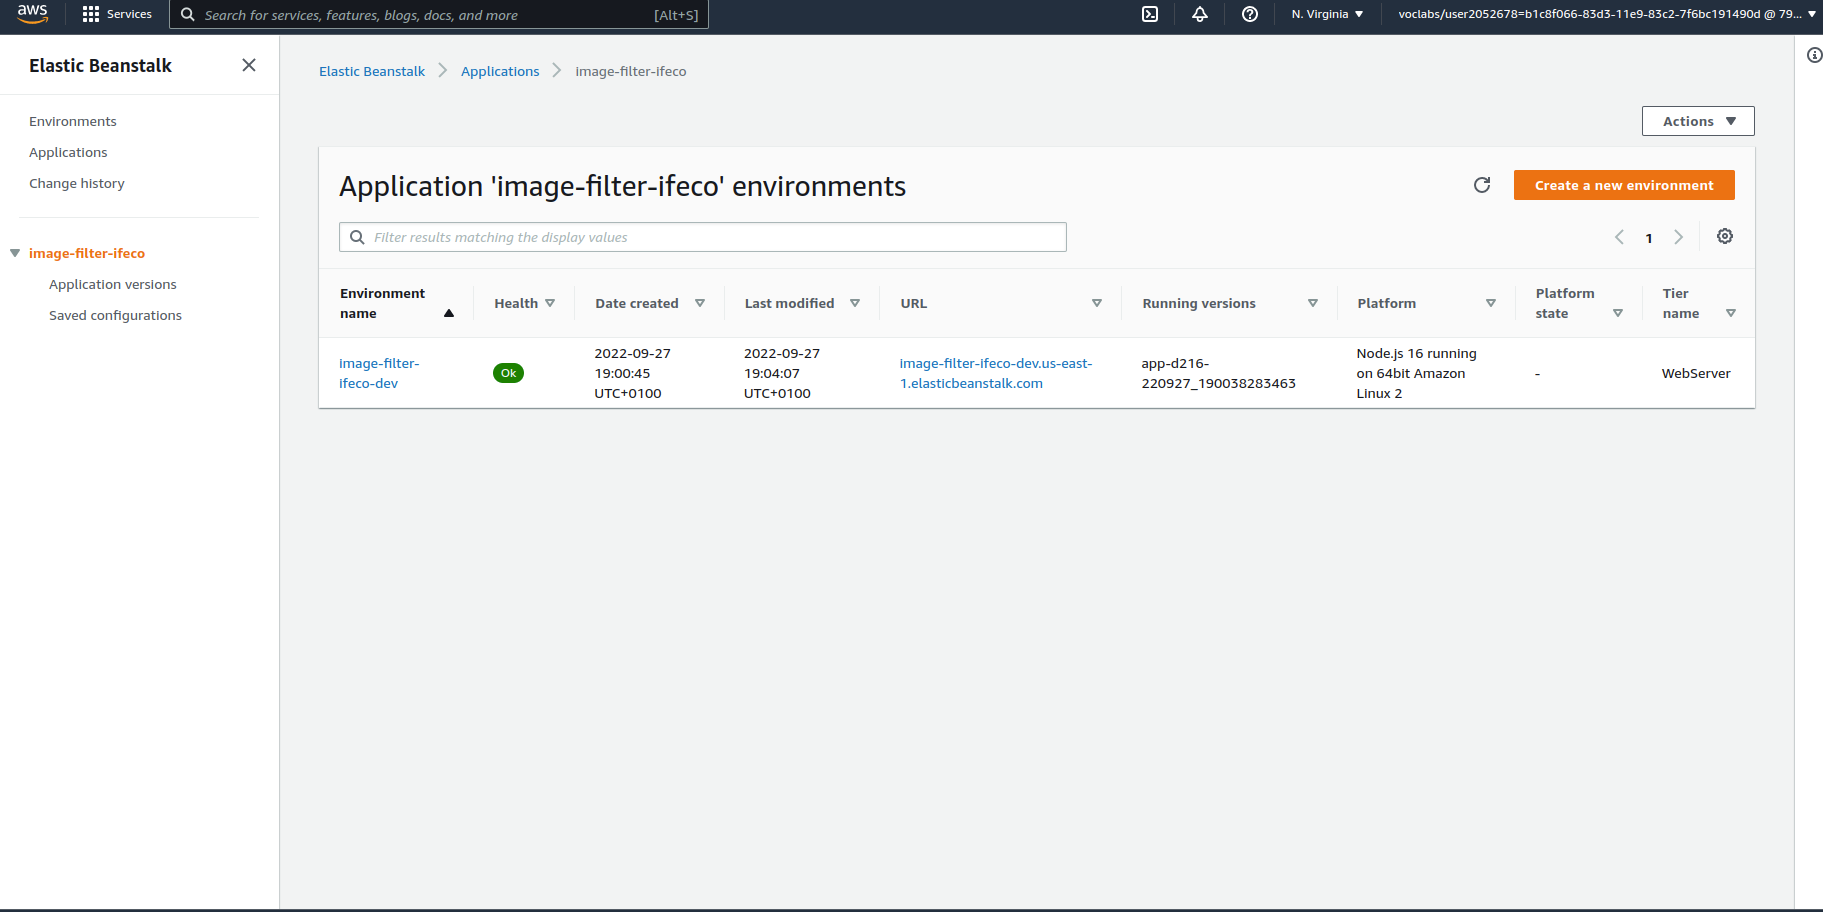 aws
Services
Search for services, features, blogs, docs, and more
[Alt+S]
N. Virginia
voclabs/user2052678=b1c8f066-83d3-11e9-83c2-7f6bc191490d @ 79...
Elastic Beanstalk
Environments
Applications
Change history
image-filter-ifeco
Application versions
Saved configurations
Elastic Beanstalk
Applications
image-filter-ifeco
Actions
Application 'image-filter-ifeco' environments
Create a new environment
Filter results matching the display values
1
Environment
name
Health
Date created
Last modified
URL
Running versions
Platform
Platform
state
Tier
name
image-filter-
ifeco-dev
Ok
2022-09-27
19:00:45
UTC+0100
2022-09-27
19:04:07
UTC+0100
image-filter-ifeco-dev.us-east-
1.elasticbeanstalk.com
app-d216-
220927_190038283463
Node.js 16 running
on 64bit Amazon
Linux 2
-
WebServer